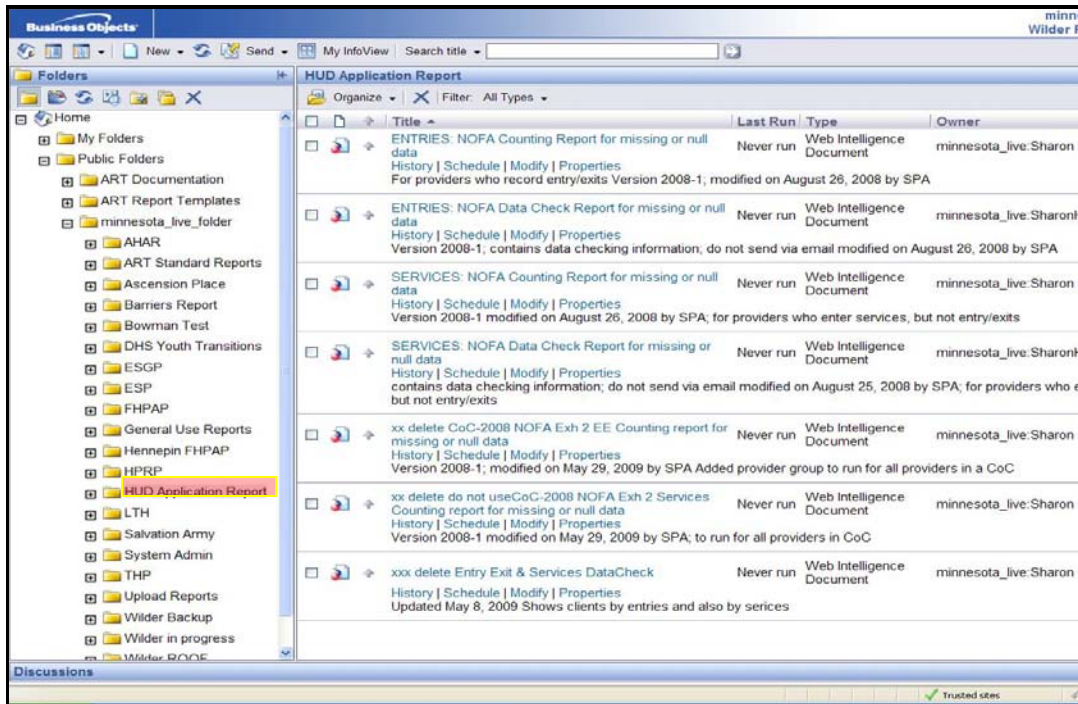 minne
Wilder F
Business Objects
New
Send
My InfoView
Search title
Folders
HUD Application Report
Organize
Filter: All Types
Home
My Folders
Public Folders
ART Documentation
ART Report Templates
minnesota_live_folder
AHAR
ART Standard Reports
Ascension Place
Barriers Report
Bowman Test
DHS Youth Transitions
ESGP
ESP
FHPAP
General Use Reports
Hennepin FHPAP
HPRP
HUD Application Report
LTH
Salvation Army
System Admin
THP
Upload Reports
Wilder Backup
Wilder in progress
Wilder ROOF
Title Last Run Type Owner
ENTRIES: NOFA Counting Report for missing or null
data
Never run Web Intelligence
Document
minnesota_live:Sharon
History | Schedule | Modify | Properties
For providers who record entry/exits Version 2008-1; modified on August 26, 2008 by SPA
ENTRIES: NOFA Data Check Report for missing or null
data
Never run Web Intelligence
Document
minnesota_live:SharonH
History | Schedule | Modify | Properties
Version 2008-1; contains data checking information; do not send via email modified on August 26, 2008 by SPA
SERVICES: NOFA Counting Report for missing or null
data
Never run Web Intelligence
Document
minnesota_live:Sharon
History | Schedule | Modify | Properties
Version 2008-1 modified on August 26, 2008 by SPA; for providers who enter services, but not entry/exits
SERVICES: NOFA Data Check Report for missing or
null data
Never run Web Intelligence
Document
minnesota_live:SharonH
History | Schedule | Modify | Properties
contains data checking information; do not send via email modified on August 25, 2008 by SPA; for providers who e
but not entry/exits
xx delete CoC-2008 NOFA Exh 2 EE Counting report for
missing or null data
Never run Web Intelligence
Document
minnesota_live:Sharon
History | Schedule | Modify | Properties
Version 2008-1; modified on May 29, 2009 by SPA Added provider group to run for all providers in a CoC
xx delete do not useCoC-2008 NOFA Exh 2 Services
Counting report for missing or null data
Never run Web Intelligence
Document
minnesota_live:Sharon
History | Schedule | Modify | Properties
Version 2008-1 modified on May 29, 2009 by SPA; to run for all providers in CoC
xxx delete Entry Exit & Services DataCheck
Never run Web Intelligence
Document
minnesota_live:Sharon
History | Schedule | Modify | Properties
Updated May 8, 2009 Shows clients by entries and also by serices
Discussions
Trusted sites